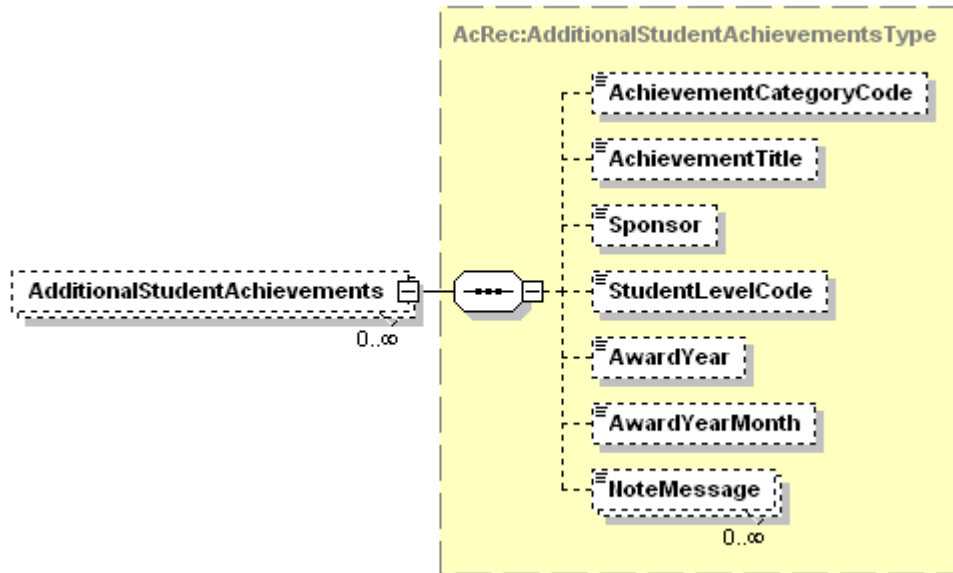 AcRec:AdditionalStudentAchievementsType
AchievementCategoryCode
AchievementTitle
Sponsor
StudentLevelCode
AdditionalStudentAchievements
0..∞
AwardYear
AwardYearMonth
NoteMessage
0..∞